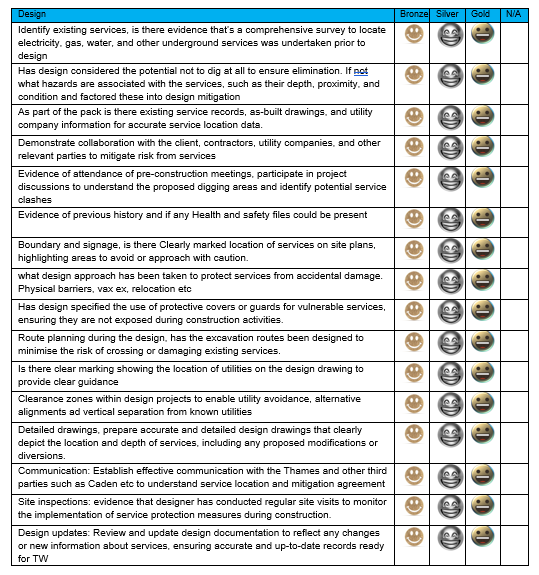 Design Bronze Silver Gold N/A
Identify existing services, is there evidence that's a comprehensive survey to locate
electricity, gas, water, and other underground services was undertaken prior to
design
Has design considered the potential not to dig at all to ensure elimination. If not
what hazards are associated with the services, such as their depth, proximity, and
condition and factored these into design mitigation
As part of the pack is there existing service records, as-built drawings, and utility
company information for accurate service location data.
Demonstrate collaboration with the client, contractors, utility companies, and other
relevant parties to mitigate risk from services
Evidence of attendance of pre-construction meetings, participate in project
discussions to understand the proposed digging areas and identify potential service
clashes
Evidence of previous history and if any Health and safety files could be present
Boundary and signage, is there Clearly marked location of services on site plans,
highlighting areas to avoid or approach with caution.
what design approach has been taken to protect services from accidental damage.
Physical barriers, vax ex, relocation etc
Has design specified the use of protective covers or guards for vulnerable services,
ensuring they are not exposed during construction activities.
Route planning during the design, has the excavation routes been designed to
minimise the risk of crossing or damaging existing services.
Is there clear marking showing the location of utilities on the design drawing to
provide clear guidance
Clearance zones within design projects to enable utility avoidance, alternative
alignments ad vertical separation from known utilities
Detailed drawings, prepare accurate and detailed design drawings that clearly
depict the location and depth of services, including any proposed modifications or
diversions.
Communication: Establish effective communication with the Thames and other third
parties such as Caden etc to understand service location and mitigation agreement
Site inspections: evidence that designer has conducted regular site visits to monitor
the implementation of service protection measures during construction.
Design updates: Review and update design documentation to reflect any changes
or new information about services, ensuring accurate and up-to-date records ready
for TW